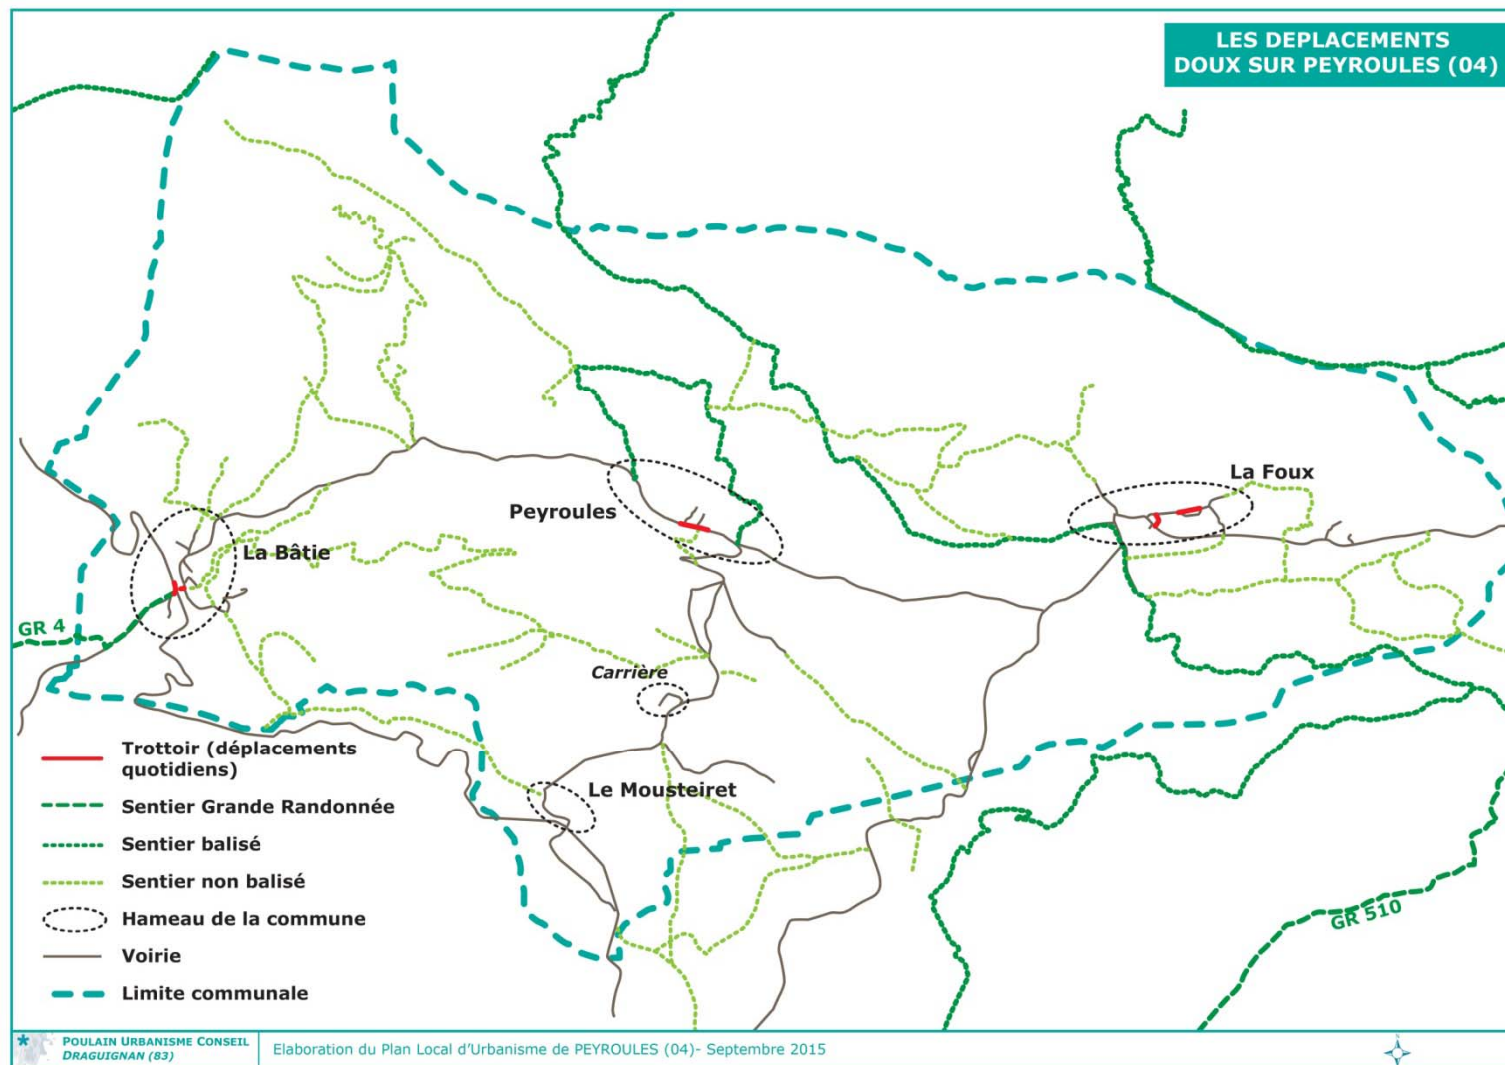 LES DEPLACEMENTS
DOUX SUR PEYROULES (04)
La Foux
Peyroules
La Bâtie
GR 4
Carrière
Le Mousteiret
GR 510
Trottoir (déplacements
quotidiens)
Sentier Grande Randonnée
Sentier balisé
Sentier non balisé
Hameau de la commune
Voirie
Limite communale
POULAIN URBANISME CONSEIL
DRAGUIGNAN (83)
Elaboration du Plan Local d'Urbanisme de PEYROULES (04)- Septembre 2015